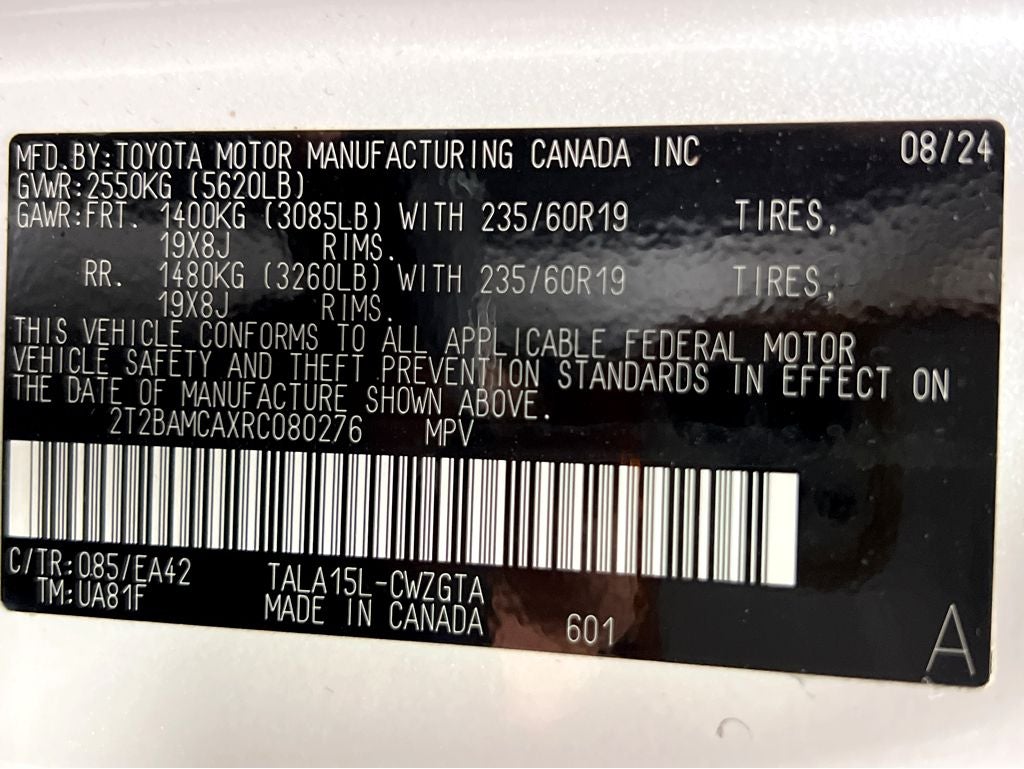 MFD.BY:TOYOTA MOTOR MANUFACTURING CANADA INC 08/24
GVWR:2550KG (5620LB)
GAWR:FRT. 1400KG (3085LB) WITH 235/60R19 TIRES,
19X8J RIMS.
RR. 1480KG (3260LB) WITH 235/60R19 TIRES,
19X8J RIMS.
THIS VEHICLE CONFORMS TO ALL APPLICABLE FEDERAL MOTOR
VEHICLE SAFETY AND THEFT PREVENTION STANDARDS IN EFFECT ON
THE DATE OF MANUFACTURE SHOWN ABOVE.
2T2BAMCAXRC080276 MPV
C/TR:085/EA42 TALA15L-CWZGTA
TM:UA81F MADE IN CANADA 601
A